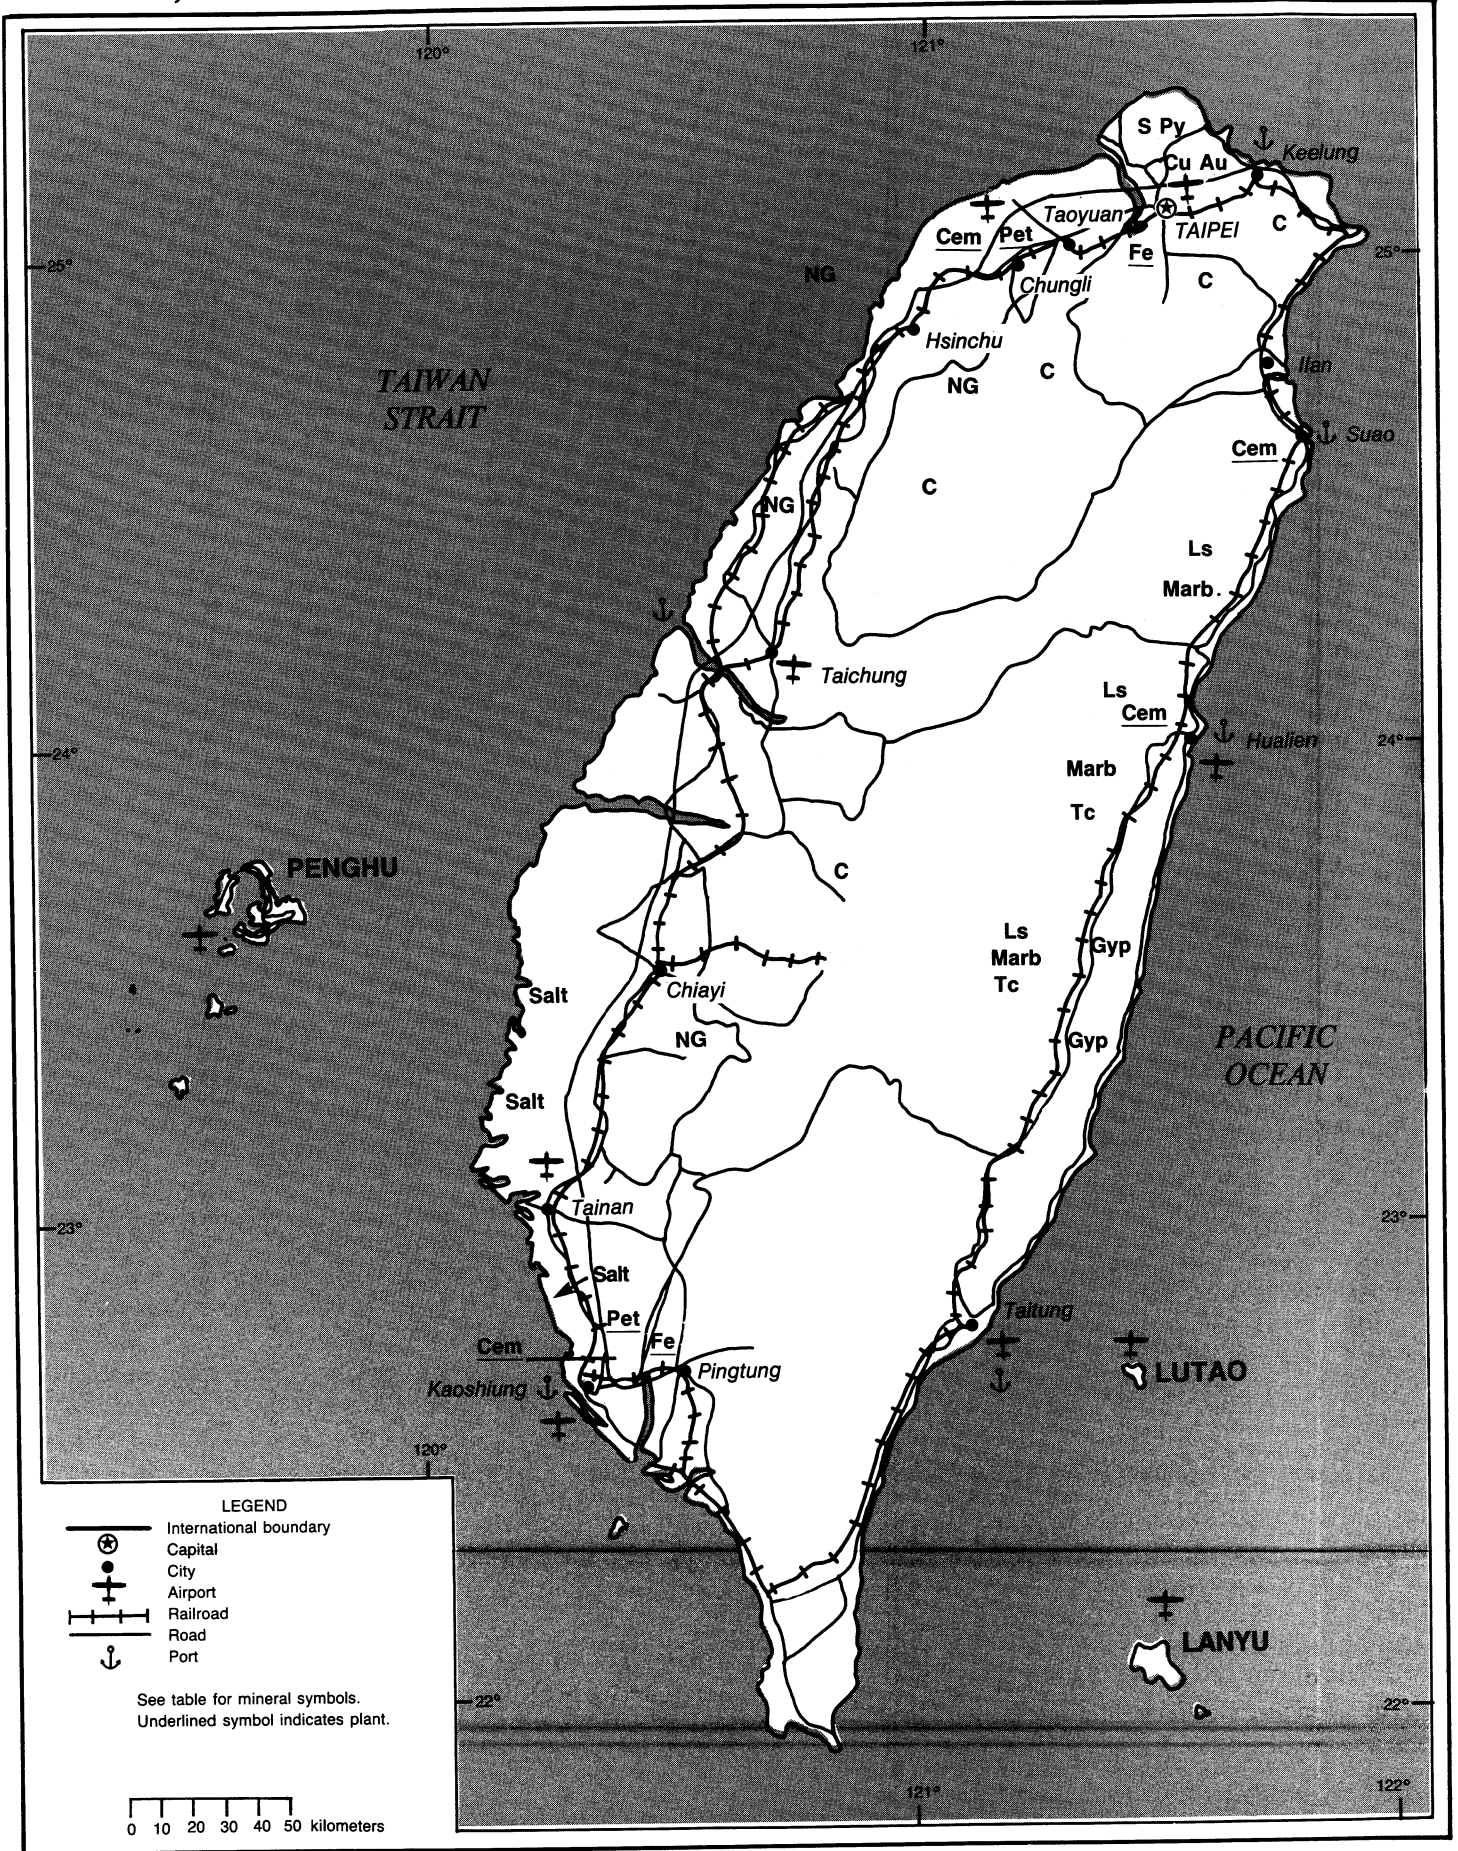 120°
121°
S Py
Keelung
Cu Au
Taoyuan
TAIPEI
C
Cem
Pet
Fe
25°
25°
NG
C
Chungli
Hsinchu
Ilan
TAIWAN
STRAIT
NG
C
Suao
Cem
C
NG
Ls
Marb.
Taichung
Ls
Cem
Hualien
24°
24°
Marb
Tc
PENGHU
C
Ls
Gyp
Marb
Tc
Salt
Chiayi
NG
Gyp
PACIFIC
OCEAN
Salt
Tainan
23°
23°
Salt
Taitung
Pet
Cem
Fe
Pingtung
LUTAO
Kaoshiung
120°
LEGEND
International boundary
Capital
City
Airport
Railroad
Road
Port
LANYU
See table for mineral symbols.
Underlined symbol indicates plant.
22°
22°
121°
122°
0 10 20 30 40 50 kilometers